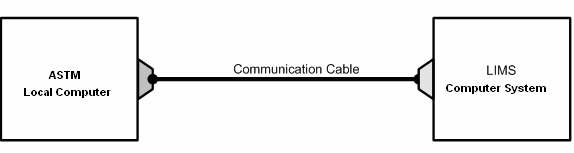 ASTM
Local Computer
Communication Cable
LIMS
Computer System